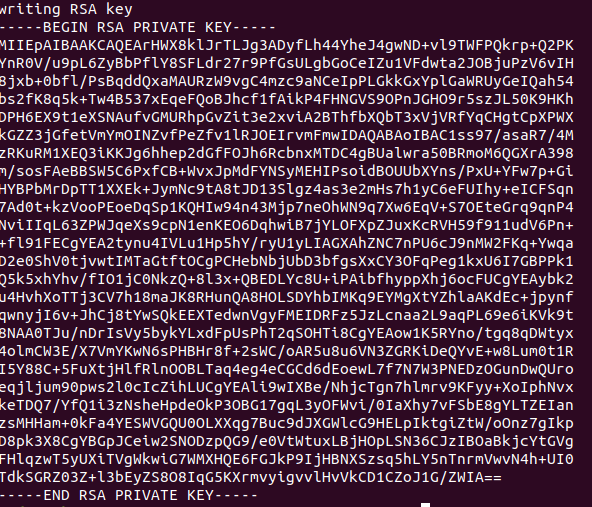 writing RSA key
-----BEGIN RSA PRIVATE KEY-----
MIIEpAIBAAKCAQEArHWX8klJrTLJg3ADyfLh44YheJ4gwND+vl9TWFPQkrp+Q2PK
YnR0V/u9pL6ZyBbPflY8SFLdr27r9PfGsULgbGoCeIZu1VFdwta2JOBjuPzV6vIH
8jxb+0bfl/PsBqddQxaMAURzW9vgC4mzc9aNCeIpPLGkkGxYplGaWRUyGeIQah54
bs2fK8q5k+Tw4B537xEqeFQoBJhcf1fAikP4FHNGVS9OPnJGHO9r5szJL50K9HKh
DPH6EX9t1eXSNAufvGMURhpGvZit3e2xviA2BThfbXQbT3xVjVRfYqCHgtCpXPWX
kGZZ3jGfetVmYmOINZvfPeZfv1lRJOEIrvmFmwIDAQABAoIBAC1ss97/asaR7/4M
zRKuRM1XEQ3iKKJg6hhep2dGfFOJh6RcbnxMTDC4gBUalwra50BRmoM6QGXrA398
m/sosFAeBBSW5C6PxfCB+WvxJpMdFYNSyMEHIPsoidBOUUbXYns/PxU+YFw7p+Gi
HYBPbMrDpTT1XXEk+JymNc9tA8tJD13Slgz4as3e2mHs7h1yC6eFUIhy+eICFSqn
7Ad0t+kzVooPEoeDqSp1KQHIw94n43Mjp7neOhWN9q7Xw6EqV+S7OEteGrq9qnP4
NviIIqL63ZPWJqeXs9cpN1enKEO6DqhwiB7jYLOFXpZJuxKcRVH59f911udV6Pn+
+fl91FECgYEA2tynu4IVLu1Hp5hY/ryU1yLIAGXAhZNC7nPU6cJ9nMW2FKq+Ywqa
D2e0ShV0tjvwtIMTaGtftOCgPCHebNbjUbD3bfgsXxCY3OFqPeg1kxU6I7GBPPk1
Q5k5xhYhv/fIO1jC0NkzQ+8l3x+QBEDLYc8U+iPAibfhyppXhj6ocFUCgYEAybk2
u4HvhXoTTj3CV7h18maJK8RHunQA8HOLSDYhbIMKq9EYMgXtYZhlaAKdEc+jpynf
qwnyjI6v+JhCj8tYwSQkEEXTedwnVgyFMEIDRFz5JzLcnaa2L9aqPL69e6iKVk9t
8NAA0TJu/nDrIsVy5bykYLxdFpUsPhT2qSOHTi8CgYEAow1K5RYno/tgq8qDWtyx
4olmCW3E/X7VmYKwN6sPHBHr8f+2sWC/oAR5u8u6VN3ZGRKiDeQYvE+w8Lum0t1R
I5Y88C+5FuXtjHlfRlnOOBLTaq4eg4eCGCd6dEoewL7f7N7W3PNEDzOGunDwQUro
eqjljum90pws2l0cIcZihLUCgYEAli9wIXBe/NhjcTgn7hlmrv9KFyy+XoIphNvx
keTDQ7/YfQ1i3zNsheHpdeOkP3OBG17gqL3yOFWvi/0IaXhy7vFSbE8gYLTZEIan
zsMHHam+0kFa4YESWVGQU0OLXXqg7Buc9dJXGWlcG9HELpIktgiZtW/oOnz7gIkp
D8pk3X8CgYBGpJCeiw2SNODzpQG9/e0VtWtuxLBjHOpLSN36CJzIBOaBkjcYtGVg
FHlqzwT5yUXiTVgWkwiG7WMXHQE6FGJkP9IjHBNXSzsq5hLY5nTnrmVwvN4h+UI0
TdkSGRZ03Z+l3bEyZS8O8IqG5KXrmvyigvvlHvVkCD1CZoJ1G/ZWIA==
-----END RSA PRIVATE KEY-----